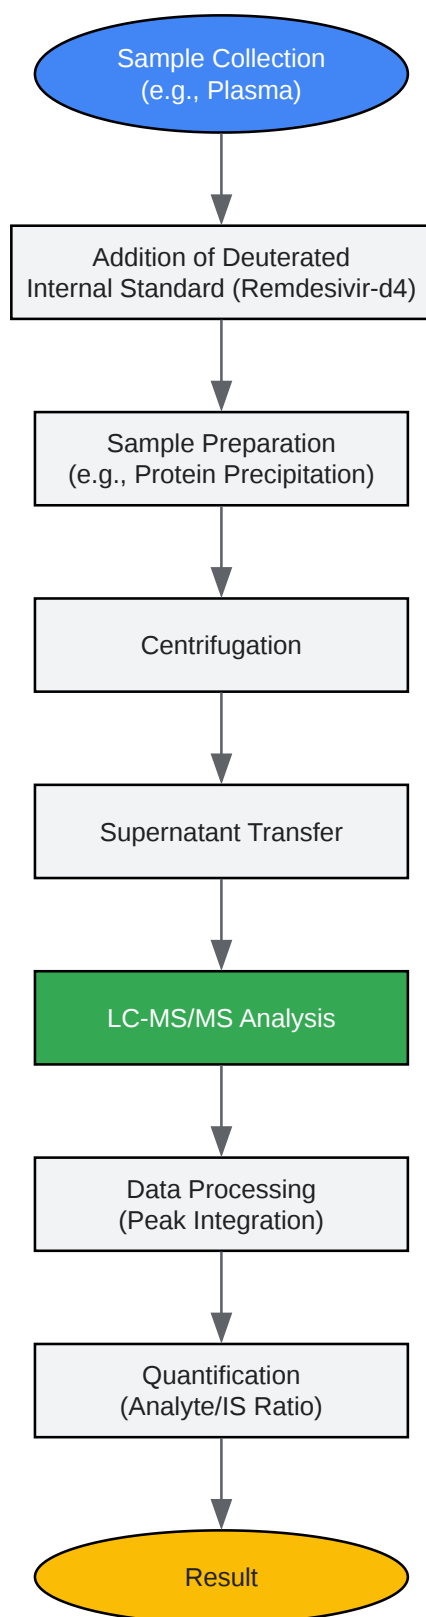 Sample Collection
(e.g., Plasma)
Addition of Deuterated
Internal Standard (Remdesivir-d4)
Sample Preparation
(e.g., Protein Precipitation)
Centrifugation
Supernatant Transfer
LC-MS/MS Analysis
Data Processing
(Peak Integration)
Quantification
(Analyte/IS Ratio)
Result